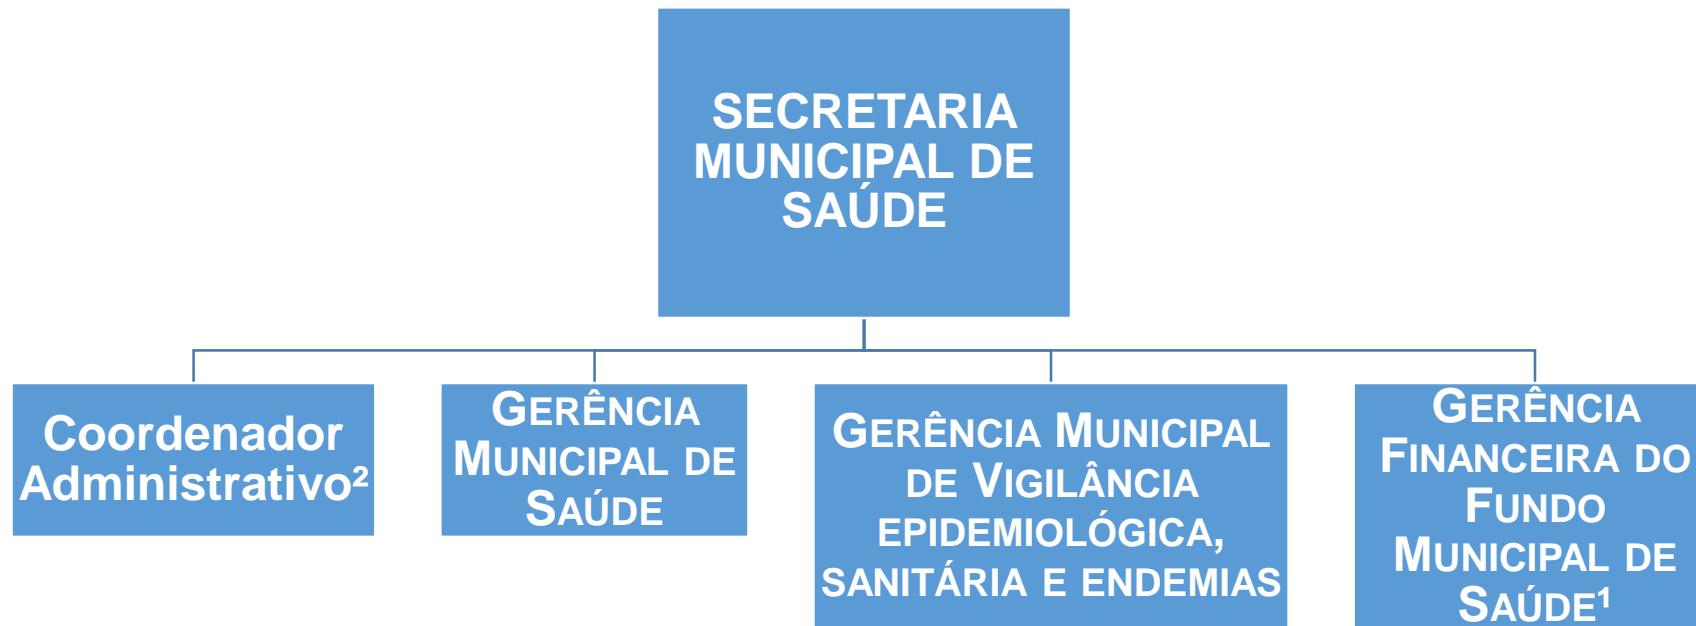 SECRETARIA
MUNICIPAL DE
SAÚDE
Coordenador
Administrativo²
GERÊNCIA
MUNICIPAL DE
SAÚDE
GERÊNCIA MUNICIPAL
DE VIGILÂNCIA
EPIDEMIOLÓGICA,
SANITÁRIA E ENDEMIAS
GERÊNCIA
FINANCEIRA DO
FUNDO
MUNICIPAL DE
SAÚDE¹